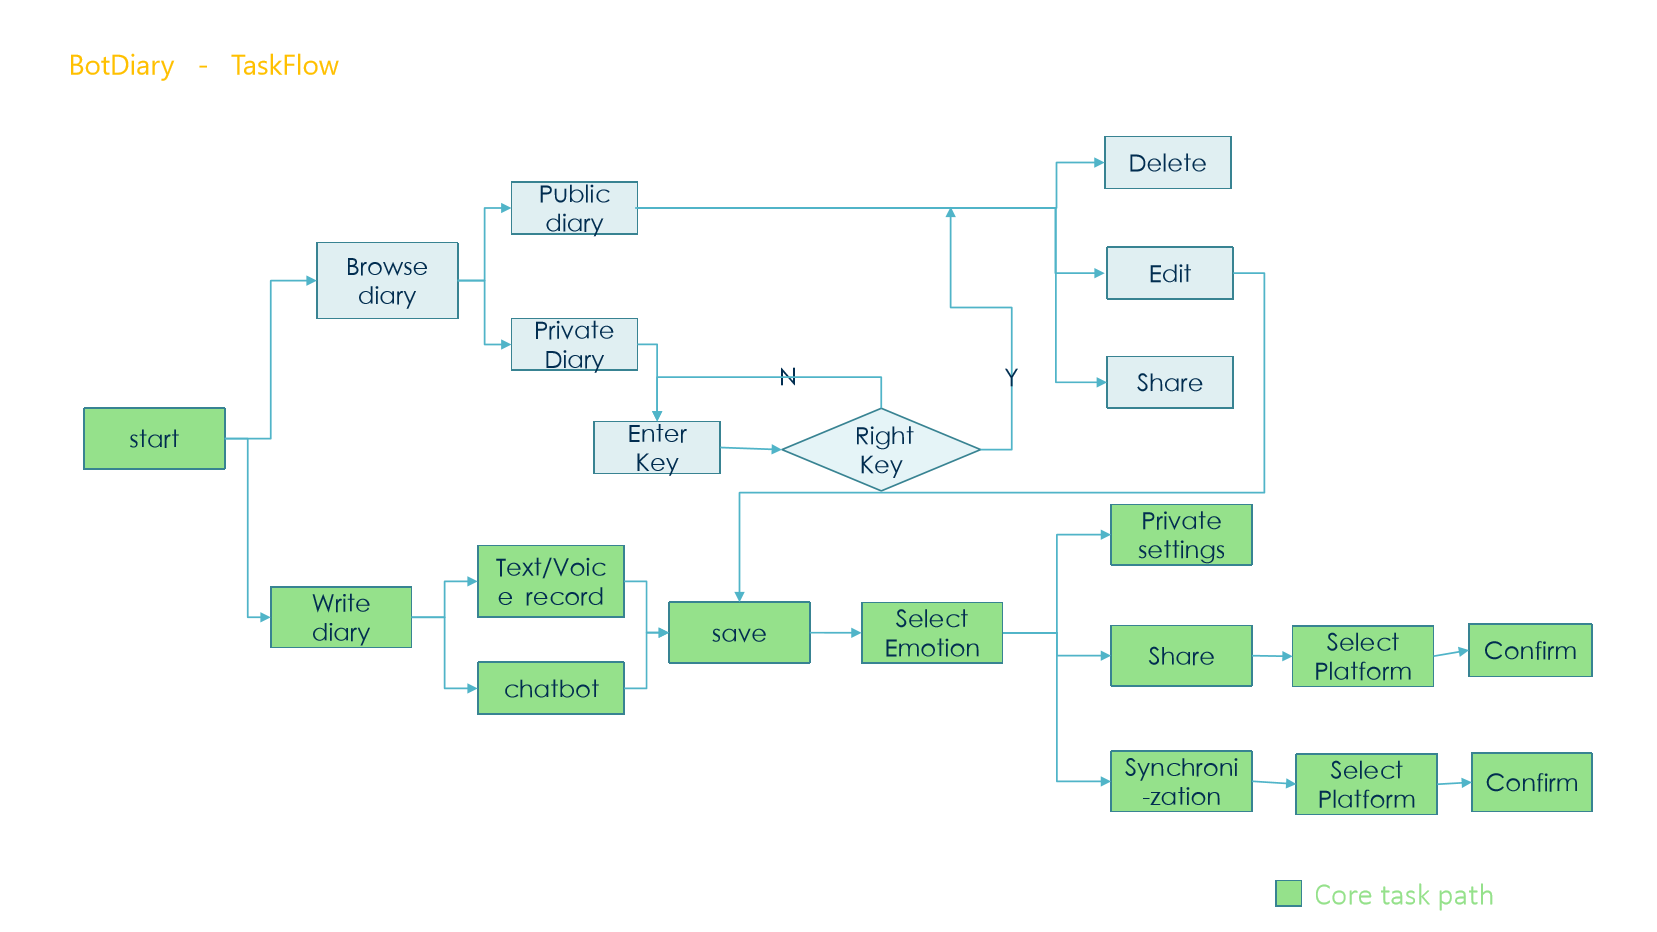 BotDiary - TaskFlow
Delete
Public
diary
Browse
diary
Edit
Private
Diary
N
Y
Share
start
Enter
Key
Right
Key
Private
settings
Text/Voic
e record
Write
diary
save
Select
Emotion
Share
Select
Platform
Confirm
chatbot
Synchroni
-zation
Select
Platform
Confirm
Core task path